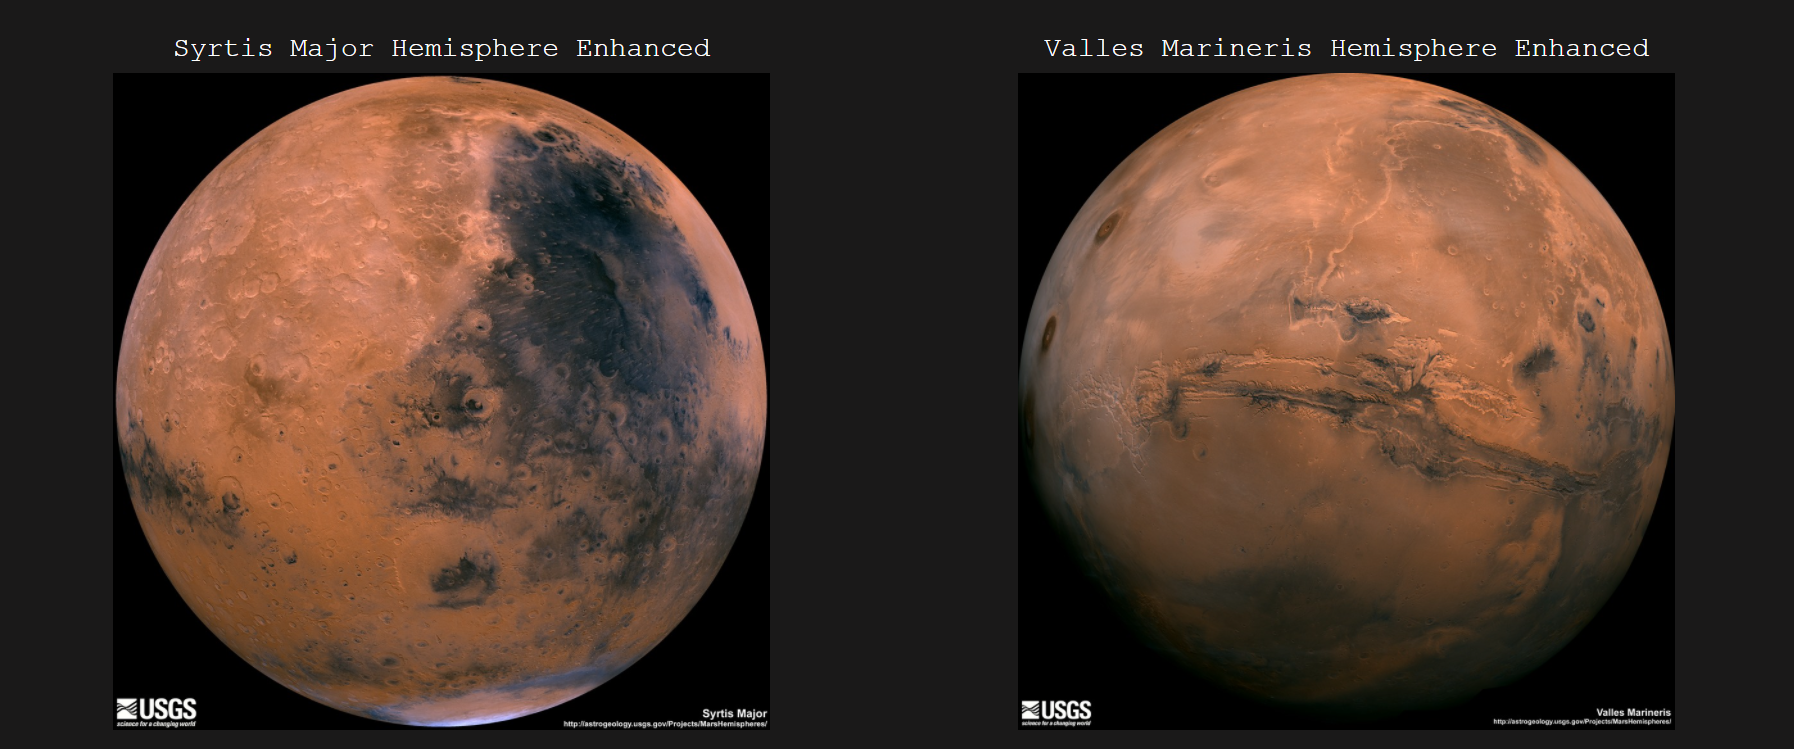 Syrtis Major Hemisphere Enhanced
Valles Marineris Hemisphere Enhanced
USGS
science for a changing world
Syrtis Major
http://astrogeology.usgs.gov/Projects/MarsHemispheres/
USGS
science for a changing world
Valles Marineris
http://astrogeology.usgs.gov/Projects/MarsHemispheres/